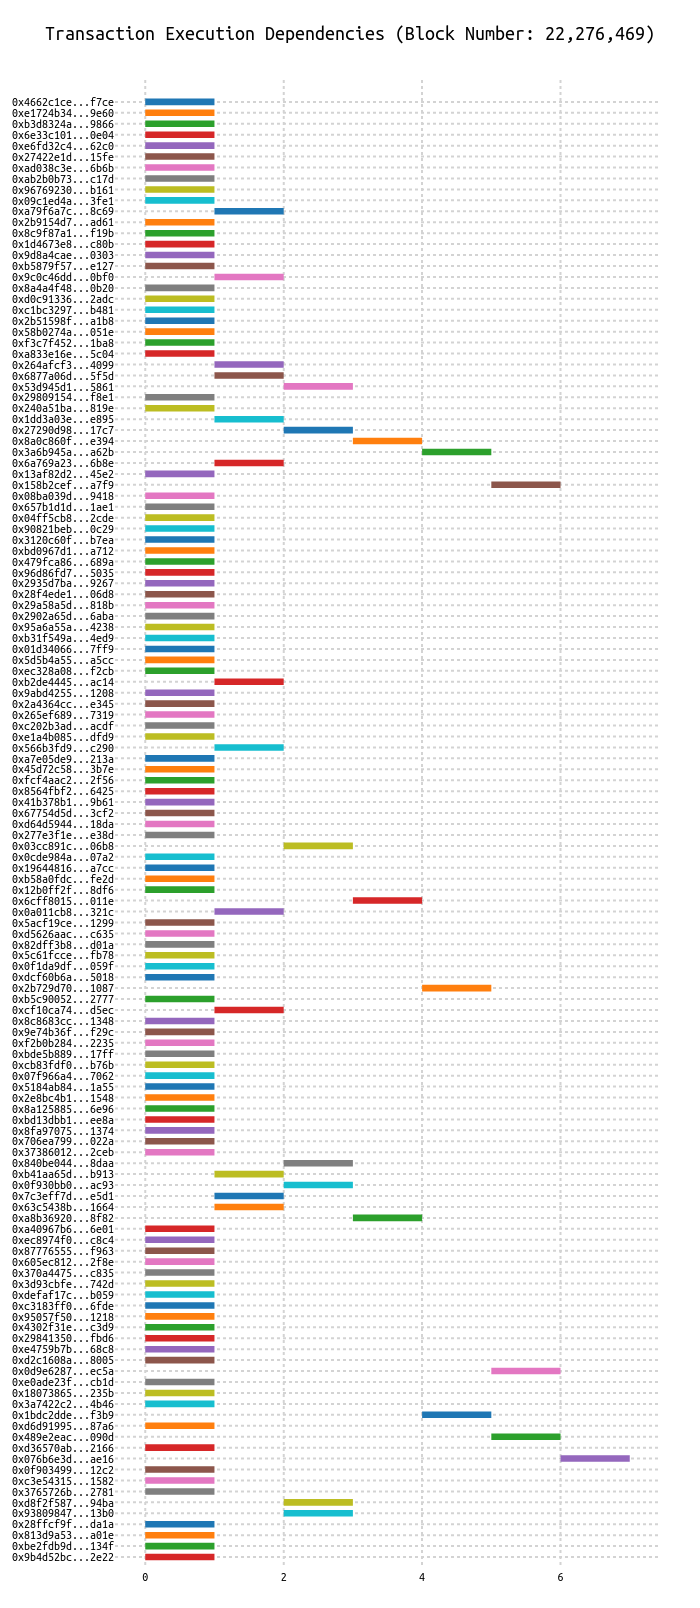 Transaction Execution Dependencies (Block Number: 22,276,469)
0x4662c1ce...f7ce
0xe1724b34...9e60
0xb3d8324a...9866
0x6e33c101...0e04
0xe6fd32c4...62c0
0x27422e1d...15fe
0xad038c3e...6b6b
0xab2b0b73...c17d
0x96769230...b161
0x09c1ed4a...3fe1
0xa79f6a7c...8c69
0x2b9154d7...ad61
0x8c9f87a1...f19b
0x1d4673e8...c80b
0x9d8a4cae...0303
0xb5879f57...e127
0x9c0c46dd...0bf0
0x8a4a4f48...0b20
0xd0c91336...2adc
0xc1bc3297...b481
0x2b51598f...a1b8
0x58b0274a...051e
0xf3c7f452...1ba8
0xa833e16e...5c04
0x264afcf3...4099
0x6877a06d...5f5d
0x53d945d1...5861
0x29809154...f8e1
0x240a51ba...819e
0x1dd3a03e...e895
0x27290d98...17c7
0x8a0c860f...e394
0x3a6b945a...a62b
0x6a769a23...6b8e
0x13af82d2...45e2
0x158b2cef...a7f9
0x08ba039d...9418
0x657b1d1d...1ae1
0x04ff5cb8...2cde
0x90821beb...0c29
0x3120c60f...b7ea
0xbd0967d1...a712
0x479fca86...689a
0x96d86fd7...5035
0x2935d7ba...9267
0x28f4ede1...06d8
0x29a58a5d...818b
0x2902a65d...6aba
0x95a6a55a...4238
0xb31f549a...4ed9
0x01d34066...7ff9
0x5d5b4a55...a5cc
0xec328a08...f2cb
0xb2de4445...ac14
0x9abd4255...1208
0x2a4364cc...e345
0x265ef689...7319
0xc202b3ad...acdf
0xe1a4b085...dfd9
0x566b3fd9...c290
0xa7e05de9...213a
0x45d72c58...3b7e
0xfcf4aac2...2f56
0x8564fbf2...6425
0x41b378b1...9b61
0x67754d5d...3cf2
0xd64d5944...18da
0x277e3f1e...e38d
0x03cc891c...06b8
0x0cde984a...07a2
0x19644816...a7cc
0xb58a0fdc...fe2d
0x12b0ff2f...8df6
0x6cff8015...011e
0x0a011cb8...321c
0x5acf19ce...1299
0xd5626aac...c635
0x82dff3b8...d01a
0x5c61fcce...fb78
0x0f1da9df...059f
0xdcf60b6a...5018
0x2b729d70...1087
0xb5c90052...2777
0xcf10ca74...d5ec
0x8c8683cc...1348
0x9e74b36f...f29c
0xf2b0b284...2235
0xbde5b889...17ff
0xcb83fdf0...b76b
0x07f966a4...7062
0x5184ab84...1a55
0x2e8bc4b1...1548
0x8a125885...6e96
0xbd13dbb1...ee8a
0x8fa97075...1374
0x706ea799...022a
0x37386012...2ceb
0x840be044...8daa
0xb41aa65d...b913
0x0f930bb0...ac93
0x7c3eff7d...e5d1
0x63c5438b...1664
0xa8b36920...8f82
0xa40967b6...6e01
0xec8974f0...c8c4
0x87776555...f963
0x605ec812...2f8e
0x370a4475...c835
0x3d93cbfe...742d
0xdefaf17c...b059
0xc3183ff0...6fde
0x95057f50...1218
0x4302f31e...c3d9
0x29841350...fbd6
0xe4759b7b...68c8
0xd2c1608a...8005
0x0d9e6287...ec5a
0xe0ade23f...cb1d
0x18073865...235b
0x3a7422c2...4b46
0x1bdc2dde...f3b9
0xd6d91995...87a6
0x489e2eac...090d
0xd36570ab...2166
0x076b6e3d...ae16
0x0f903499...12c2
0xc3e54315...1582
0x3765726b...2781
0xd8f2f587...94ba
0x93809847...13b0
0x28ffcf9f...da1a
0x813d9a53...a01e
0xbe2fdb9d...134f
0x9b4d52bc...2e22
0 2 4 6